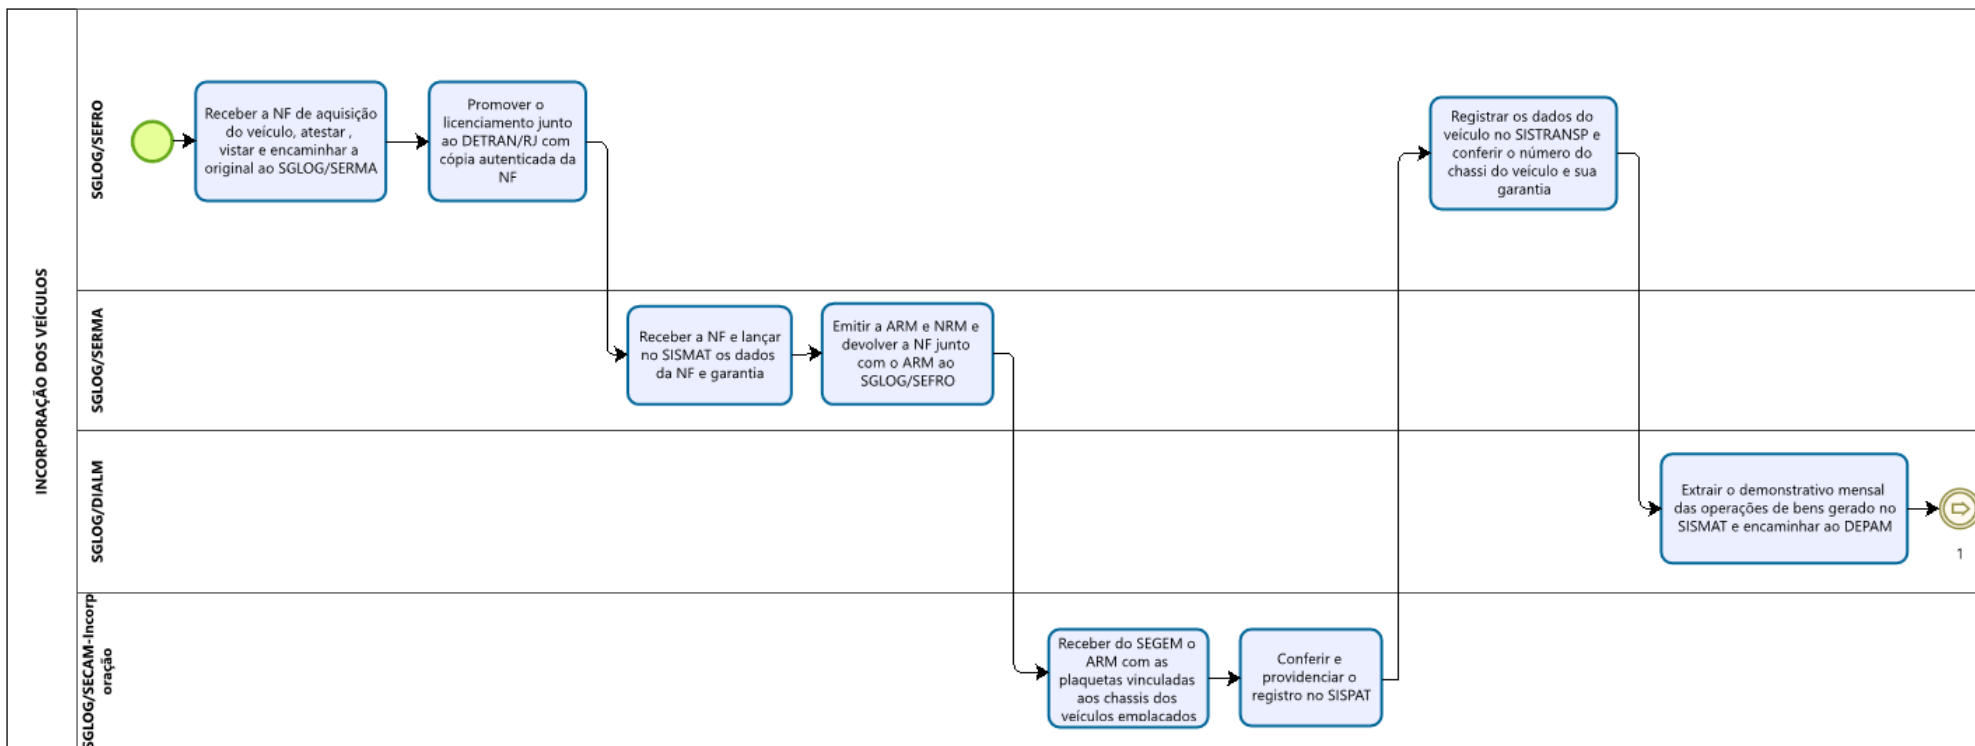 INCORPORAÇÃO DOS VEÍCULOS
SGLOG/SEFRO
Receber a NF de aquisição
do veículo, atestar ,
vistar e encaminhar a
original ao SGLOG/SERMA
Promover o
licenciamento junto
ao DETRAN/RJ com
cópia autenticada da
NF
Registrar os dados do
veículo no SISTRANSP e
conferir o número do
chassi do veículo e sua
garantia
SGLOG/SERMA
Receber a NF e lançar
no SISMAT os dados
da NF e garantia
Emitir a ARM e NRM e
devolver a NF junto
com o ARM ao
SGLOG/SEFRO
SGLOG/DIALM
Extrair o demonstrativo mensal
das operações de bens gerado no
SISMAT e encaminhar ao DEPAM
1
SGLOG/SECAM-Incorp
oração
Receber do SEGEM o
ARM com as
plaquetas vinculadas
aos chassis dos
veículos emplacados
Conferir e
providenciar o
registro no SISPAT